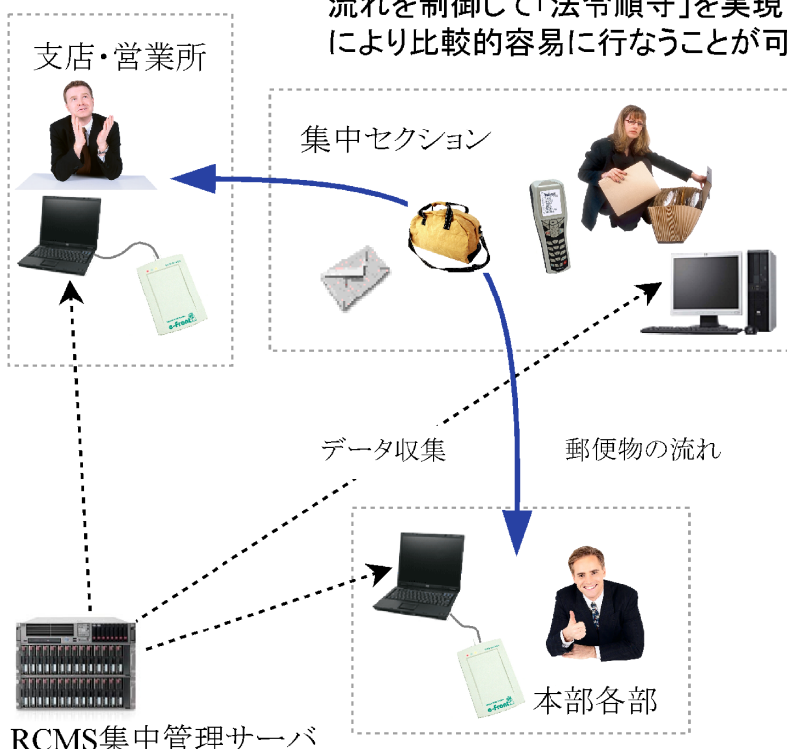 流れを制御して「法令順守」を実現
により比較的容易に行なうことが可
支店・営業所
集中セクション
e-Front
データ収集
郵便物の流れ
e-Front
本部各部
RCMS集中管理サーバ